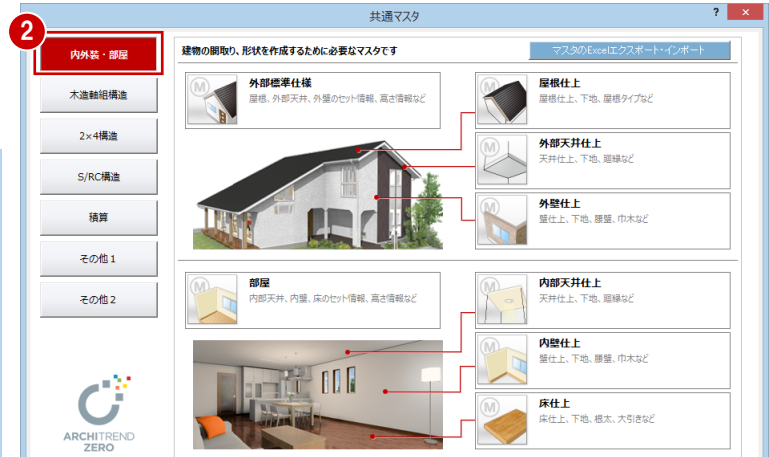 共通マスタ
?
×
2
内外装・部屋
木造軸組構造
2×4構造
S/RC構造
積算
その他1
その他2
ARCHITREND
ZERO
建物の間取り、形状を作成するために必要なマスタです
マスタのExcelエクスポート・インポート
M
外部標準仕様
屋根、外部天井、外壁のセット情報、高さ情報など
M
屋根仕上
屋根仕上、下地、屋根タイプなど
M
外部天井仕上
天井仕上、下地、廻縁など
M
外壁仕上
壁仕上、下地、腰壁、巾木など
M
部屋
内部天井、内壁、床のセット情報、高さ情報など
M
内部天井仕上
天井仕上、下地、廻縁など
M
内壁仕上
壁仕上、下地、腰壁、巾木など
M
床仕上
床仕上、下地、根太、大引きなど